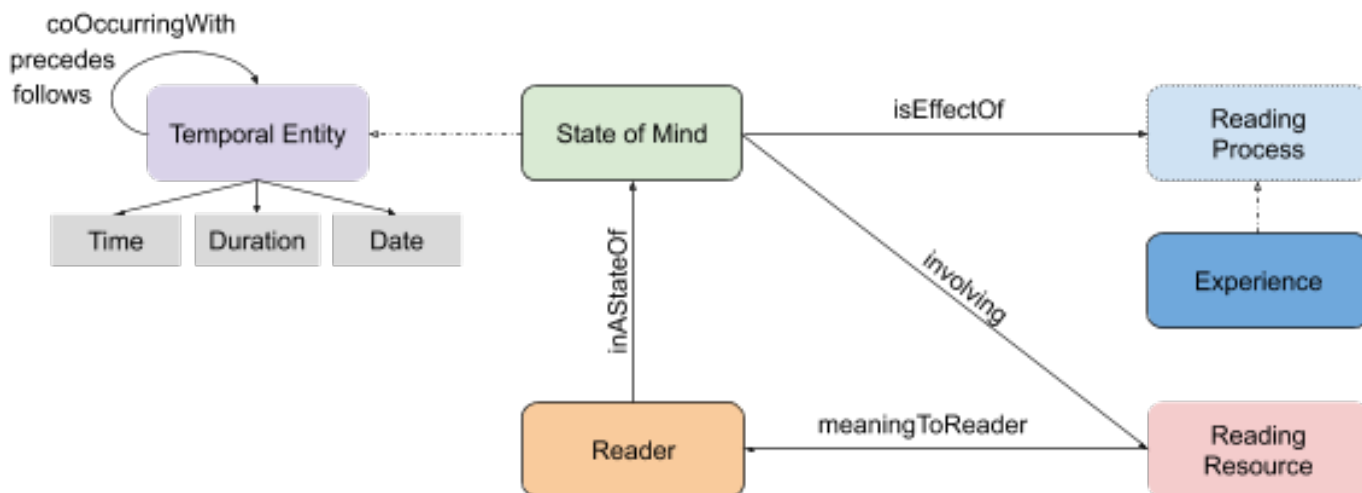 coOccurringWith
precedes
follows
Temporal Entity
State of Mind
isEffectOf
Reading
Process
Time
Duration
Date
inAStateOf
involving
Experience
Reader
meaningToReader
Reading
Resource